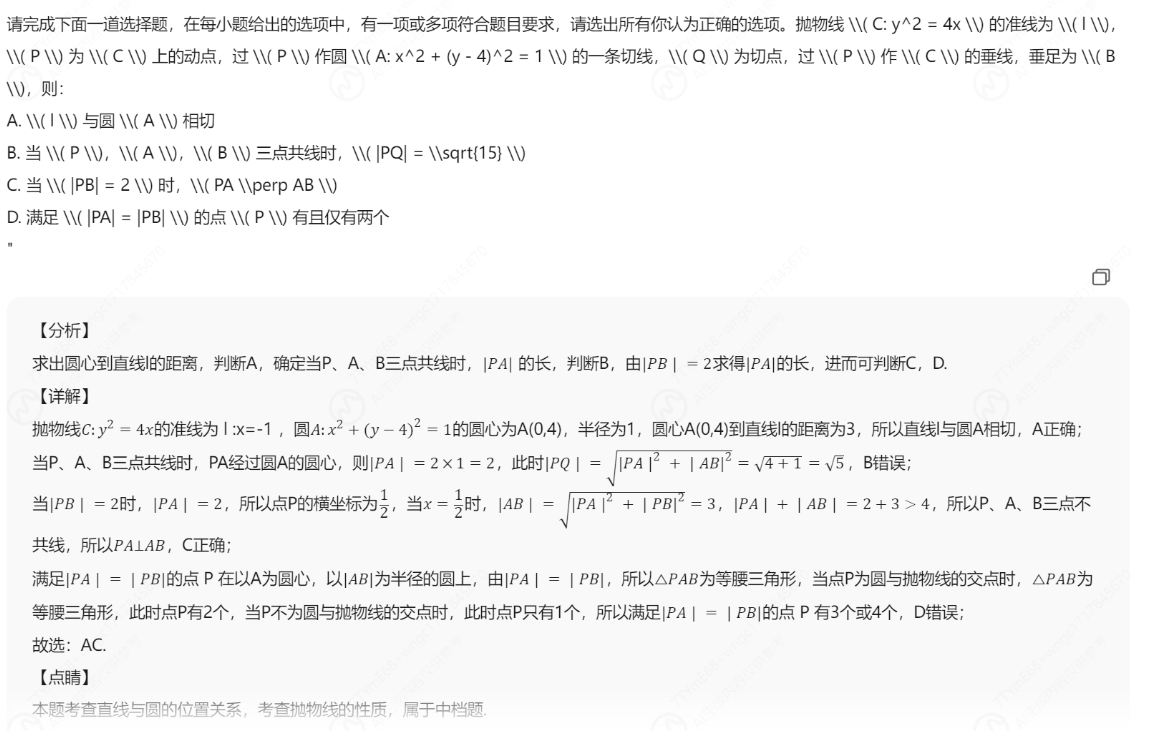 请完成下面一道选择题，在每小题给出的选项中，有一项或多项符合题目要求，请选出所有你认为正确的选项。抛物线 \\( C: y^2 = 4x \\) 的准线为 \\( l \\)，
\\( P \\) 为 \\( C \\) 上的动点，过 \\( P \\) 作圆 \\( A: x^2 + (y - 4)^2 = 1 \\) 的一条切线，\\( Q \\) 为切点，过 \\( P \\) 作 \\( C \\) 的垂线，垂足为 \\( B
\\)，则：
A. \\( l \\) 与圆 \\( A \\) 相切
B. 当 \\( P \\)，\\( A \\)，\\( B \\) 三点共线时，\\( |PQ| = \\sqrt{15} \\)
C. 当 \\( |PB| = 2 \\) 时，\\( PA \\perp AB \\)
D. 满足 \\( |PA| = |PB| \\) 的点 \\( P \\) 有且仅有两个
"
【分析】
求出圆心到直线l的距离，判断A，确定当P、A、B三点共线时，|PA| 的长，判断B，由|PB | = 2求得|PA|的长，进而可判断C，D.
【详解】
抛物线C: y² = 4x的准线为 l :x=-1 ，圆A: x² + (y − 4)² = 1的圆心为A(0,4)，半径为1，圆心A(0,4)到直线l的距离为3，所以直线l与圆A相切，A正确；
当P、A、B三点共线时，PA经过圆A的圆心，则|PA | = 2 × 1 = 2，此时|PQ | = √(|PA |² + | AB|²) = √(4 + 1) = √5，B错误；
当|PB | = 2时，|PA | = 2，所以点P的横坐标为1/2，当x = 1/2时，|AB | = √(|PA |² + | PB|²) = 3，|PA | + | AB | = 2 + 3 > 4，所以P、A、B三点不
共线，所以PA⊥AB，C正确；
满足|PA | = | PB|的点 P 在以A为圆心，以|AB|为半径的圆上，由|PA | = | PB|，所以△PAB为等腰三角形，当点P为圆与抛物线的交点时，△PAB为
等腰三角形，此时点P有2个，当P不为圆与抛物线的交点时，此时点P只有1个，所以满足|PA | = | PB|的点 P 有3个或4个，D错误；
故选：AC.
【点睛】
本题考查直线与圆的位置关系，考查抛物线的性质，属于中档题.